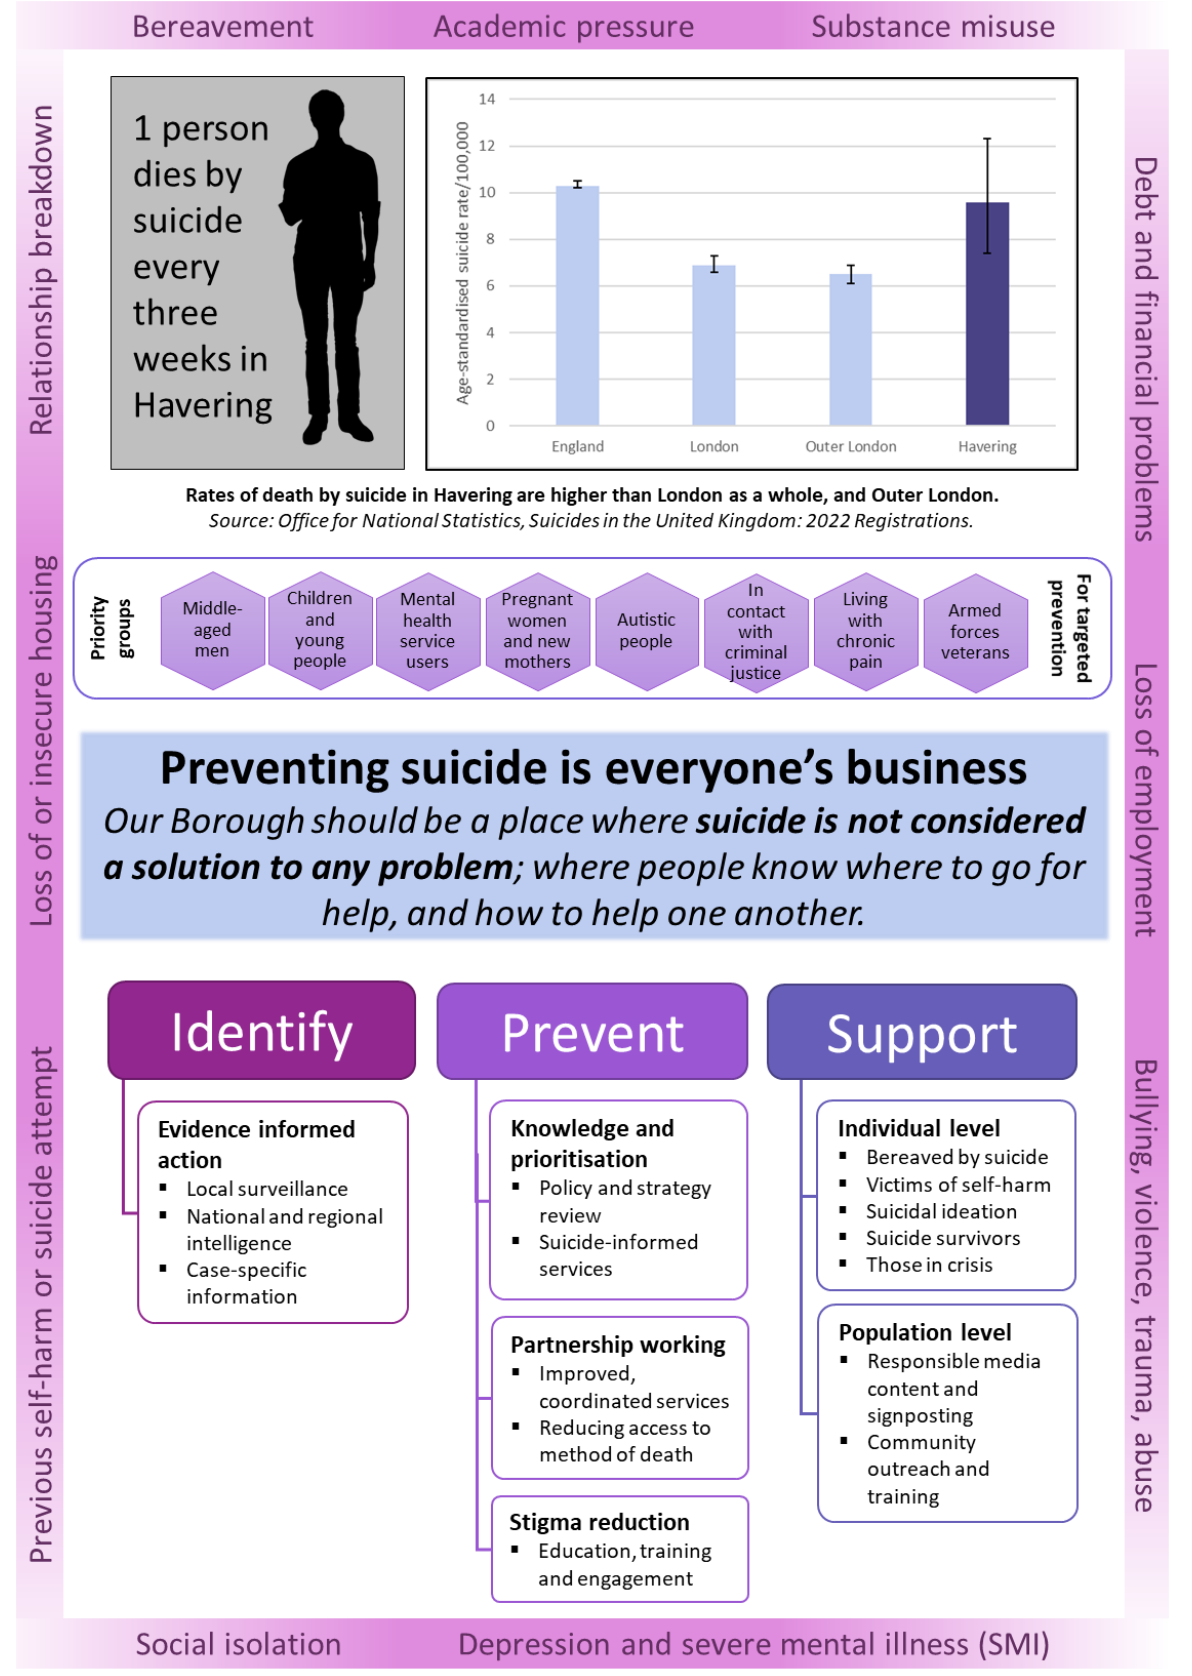 Bereavement
Academic pressure
Substance misuse
Relationship breakdown
Loss of or insecure housing
Previous self-harm or suicide attempt
Debt and financial problems
Loss of employment
Bullying, violence, trauma, abuse
1 person
dies by
suicide
every
three
weeks in
Havering
Age-standardised suicide rate/100,000
14
12
10
8
6
4
2
0
England
London
Outer London
Havering
Rates of death by suicide in Havering are higher than London as a whole, and Outer London.
Source: Office for National Statistics, Suicides in the United Kingdom: 2022 Registrations.
Priority
groups
Middle-
aged
men
Children
and
young
people
Mental
health
service
users
Pregnant
women
and new
mothers
Autistic
people
In
contact
with
criminal
justice
Living
with
chronic
pain
Armed
forces
veterans
For targeted
prevention
Preventing suicide is everyone’s business
Our Borough should be a place where suicide is not considered
a solution to any problem; where people know where to go for
help, and how to help one another.
Identify
Evidence informed
action
▪ Local surveillance
▪ National and regional
intelligence
▪ Case-specific
information
Prevent
Knowledge and
prioritisation
▪ Policy and strategy
review
▪ Suicide-informed
services
Partnership working
▪ Improved,
coordinated services
▪ Reducing access to
method of death
Stigma reduction
▪ Education, training
and engagement
Support
Individual level
▪ Bereaved by suicide
▪ Victims of self-harm
▪ Suicidal ideation
▪ Suicide survivors
▪ Those in crisis
Population level
▪ Responsible media
content and
signposting
▪ Community
outreach and
training
Social isolation
Depression and severe mental illness (SMI)